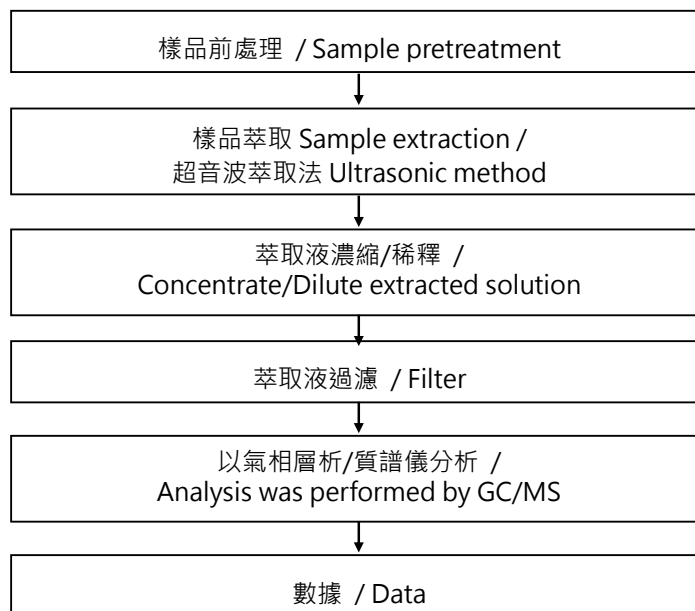 樣品前處理 / Sample pretreatment
樣品萃取 Sample extraction /
超音波萃取法 Ultrasonic method
萃取液濃縮/稀釋 /
Concentrate/Dilute extracted solution
萃取液過濾 / Filter
以氣相層析/質譜儀分析 /
Analysis was performed by GC/MS
數據 / Data